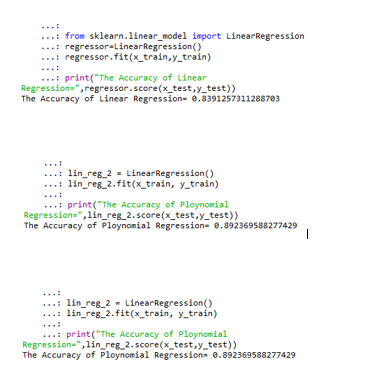 ...:
...: from sklearn.linear_model import LinearRegression
...: regressor=LinearRegression()
...: regressor.fit(x_train,y_train)
...:
...: print("The Accuracy of Linear
Regression=",regressor.score(x_test,y_test))
The Accuracy of Linear Regression= 0.8391257311288703
...:
...: lin_reg_2 = LinearRegression()
...: lin_reg_2.fit(x_train, y_train)
...:
...: print("The Accuracy of Ploynomial
Regression=",lin_reg_2.score(x_test,y_test))
The Accuracy of Ploynomial Regression= 0.892369588277429
...:
...: lin_reg_2 = LinearRegression()
...: lin_reg_2.fit(x_train, y_train)
...:
...: print("The Accuracy of Ploynomial
Regression=",lin_reg_2.score(x_test,y_test))
The Accuracy of Ploynomial Regression= 0.892369588277429